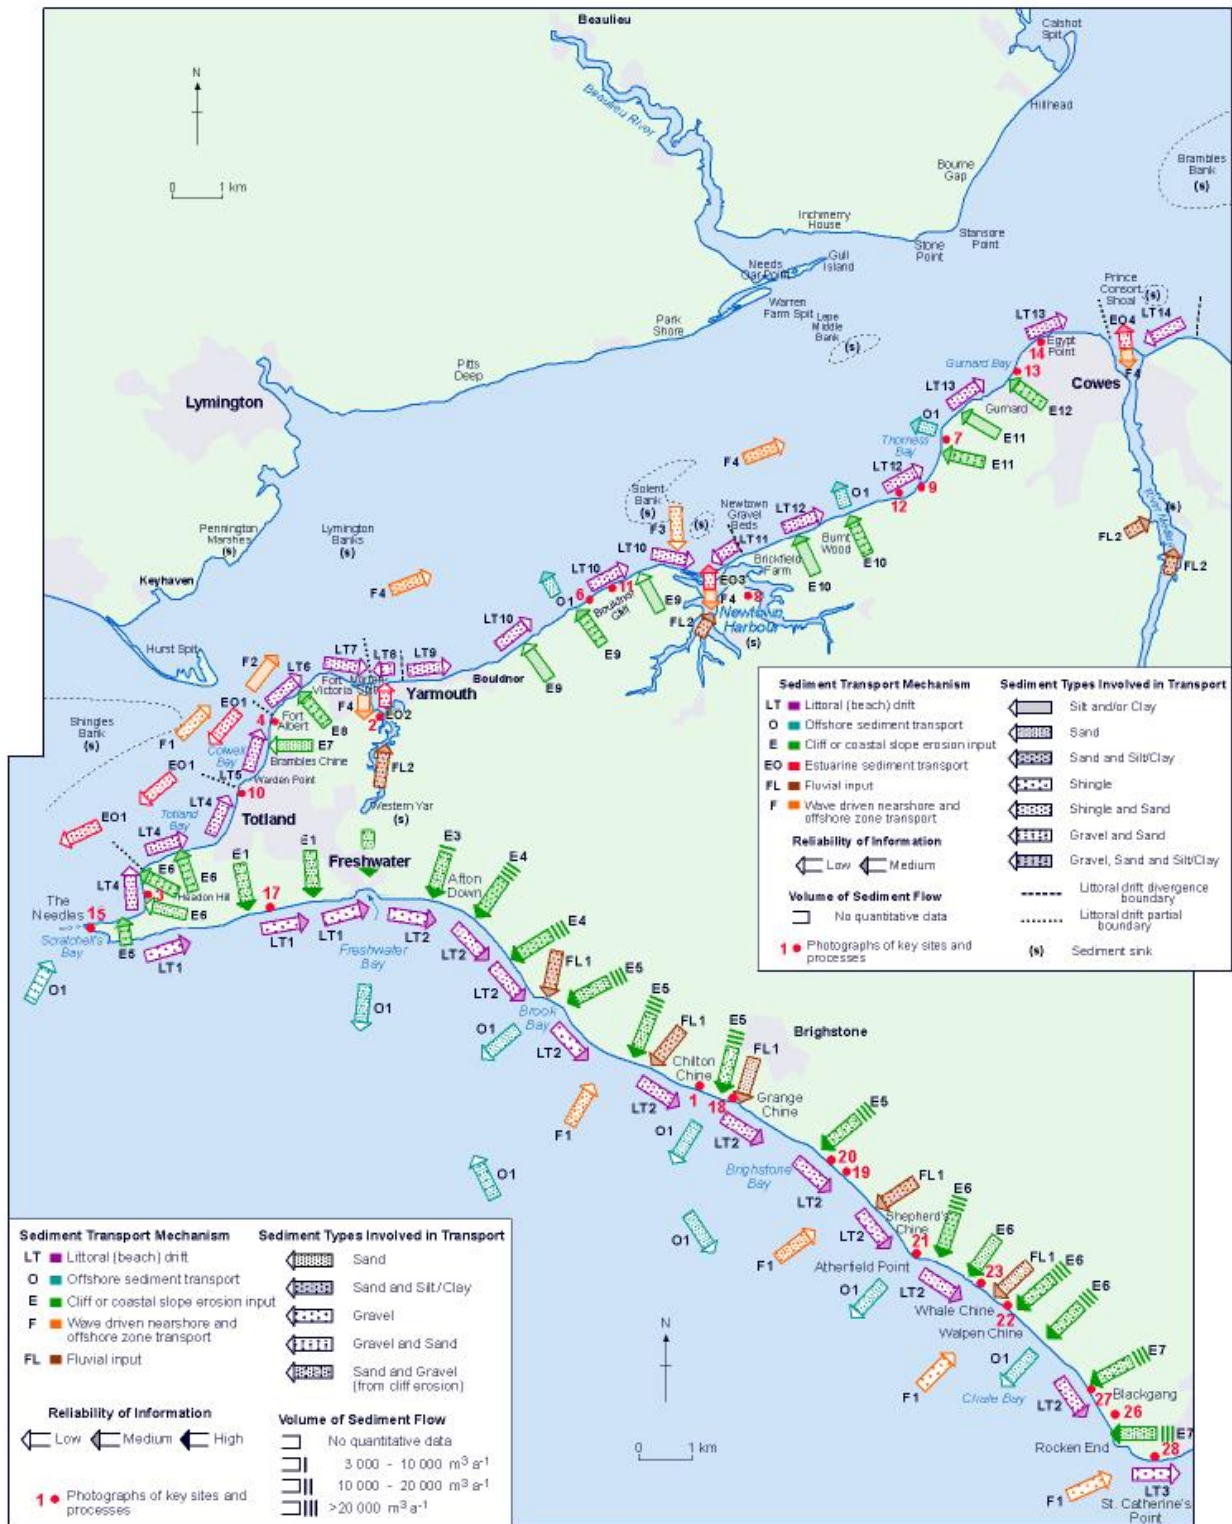 Beaulieu
Calshot
Spit
Beaulieu River
Hillhead
N
Brambles
Bank
(s)
0 1 km
Bourne
Gap
Inchmerry
House
Stansore
Point
Stone
Point
Gull
Island
Needs
Oar Point
Warren
Farm Spit
Prince
Consort
Shoal
(s)
Park
Shore
Lepe
Middle
Bank
(s)
LT13
EO4
LT14
Egypt
Point
14
Pitts
Deep
Gurnard Bay
13
F4
Cowes
Lymington
LT13
E12
Gurnard
O1
Thorness
Bay
7
E11
F4
E11
LT12
9
12
Solent
Bank
(s)
(s)
Newtown
Gravel
Beds
O1
LT12
River Medina
(s)
Pennington
Marshes
(s)
Lymington
Banks
(s)
F3
LT11
Burnt
Wood
FL2
LT10
Brickfield
Farm
E10
E10
FL2
Keyhaven
F4
LT10
6
11
O1
Bouldnor
Cliff
E9
EO3
F4
8
Newtown
Harbour
(s)
FL2
LT10
E9
Hurst Spit
F2
LT6
LT7
LT8
LT9
Bouldnor
E9
Fort
Victoria
Yarmouth
EO1
4
Fort
Albert
F4
2
EO2
E8
Shingles
Bank
(s)
F1
Colwell
Bay
E7
Brambles Chine
EO1
LT5
Warden Point
FL2
10
LT4
Western Yar
(s)
Totland
Bay
Totland
EO1
LT4
E1
E1
E3
Freshwater
E4
E6
E6
Afton
Down
LT4
3
Headon Hill
17
The
Needles
E6
15
Scratchell's
Bay
E5
LT1
LT1
LT1
Freshwater
Bay
LT2
LT2
E4
O1
FL1
E5
O1
LT2
Brook
Bay
E5
O1
LT2
FL1
E5
Brighstone
FL1
Chilton
Chine
1
18
Grange
Chine
F1
LT2
O1
LT2
E5
O1
Brighstone
Bay
20
19
LT2
FL1
E6
Shepherd's
Chine
O1
LT2
21
E6
FL1
E6
F1
Atherfield Point
23
E6
O1
LT2
Whale Chine
22
Walpen Chine
N
O1
E7
F1
Chale Bay
LT2
27
Blackgang
26
0 1 km
Rocken End
E7
28
F1
LT3
St. Catherine's
Point
Sediment Transport Mechanism
LT Littoral (beach) drift
O Offshore sediment transport
E Cliff or coastal slope erosion input
EO Estuarine sediment transport
FL Fluvial input
F Wave driven nearshore and
offshore zone transport
Reliability of Information
Low Medium
Volume of Sediment Flow
No quantitative data
1 Photographs of key sites and
processes
Sediment Types Involved in Transport
Silt and/or Clay
Sand
Sand and Silt/Clay
Shingle
Shingle and Sand
Gravel and Sand
Gravel, Sand and Silt/Clay
Littoral drift divergence
boundary
Littoral drift partial
boundary
(s) Sediment sink
Sediment Transport Mechanism
LT Littoral (beach) drift
O Offshore sediment transport
E Cliff or coastal slope erosion input
F Wave driven nearshore and
offshore zone transport
FL Fluvial input
Reliability of Information
Low Medium High
1 Photographs of key sites and
processes
Sediment Types Involved in Transport
Sand
Sand and Silt/Clay
Gravel
Gravel and Sand
Sand and Gravel
(from cliff erosion)
Volume of Sediment Flow
No quantitative data
3 000 - 10 000 m³ a⁻¹
10 000 - 20 000 m³ a⁻¹
>20 000 m³ a⁻¹